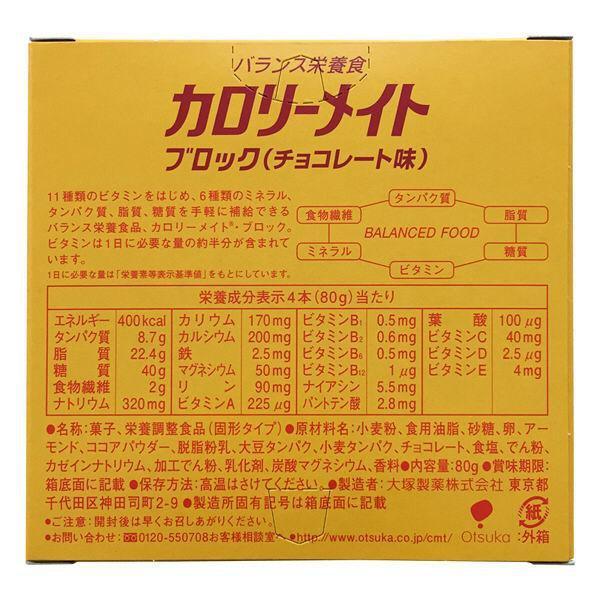 バランス栄養食
カロリーメイト
ブロック(チョコレート味)
11種類のビタミンをはじめ、6種類のミネラル、
タンパク質、脂質、糖質を手軽に補給できる
バランス栄養食品、カロリーメイト®・ブロック。
ビタミンは1日に必要な量の約半分が含まれて
います。
1日に必要な量は「栄養素等表示基準値」をもとにしています。
タンパク質
食物繊維 脂質
BALANCED FOOD
ミネラル 糖質
ビタミン
栄養成分表示4本(80g)当たり
エネルギー 400kcal カリウム 170mg ビタミンB1 0.5mg 葉酸 100μg
タンパク質 8.7g カルシウム 200mg ビタミンB2 0.6mg ビタミンC 40mg
脂質 22.4g 鉄 2.5mg ビタミンB6 0.5mg ビタミンD 2.5μg
糖質 40g マグネシウム 50mg ビタミンB12 1μg ビタミンE 4mg
食物繊維 2g リン 90mg ナイアシン 5.5mg
ナトリウム 320mg ビタミンA 225μg パントテン酸 2.8mg
●名称:菓子、栄養調整食品(固形タイプ)●原材料名:小麦粉、食用油脂、砂糖、卵、アー
モンド、ココアパウダー、脱脂粉乳、大豆タンパク、小麦タンパク、チョコレート、食塩、でん粉、
カゼインナトリウム、加工でん粉、乳化剤、炭酸マグネシウム、香料●内容量:80g●賞味期限:
箱底面に記載●保存方法:高温はさけてください。●製造者:大塚製薬株式会社 東京都
千代田区神田司町2-9 ●製造所固有記号は箱底面に記載
●ご注意:開封後は早くお召しあがりください。
●お問い合わせ:0120-550708お客様相談室へ ●http://www.otsuka.co.jp/cmt/ Otsuka 紙:外箱